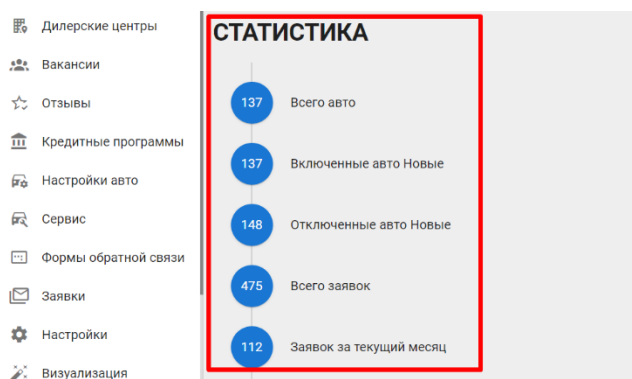 Дилерские центры
Вакансии
Отзывы
Кредитные программы
Настройки авто
Сервис
Формы обратной связи
Заявки
Настройки
Визуализация
СТАТИСТИКА
137 Всего авто
137 Включенные авто Новые
148 Отключенные авто Новые
475 Всего заявок
112 Заявок за текущий месяц